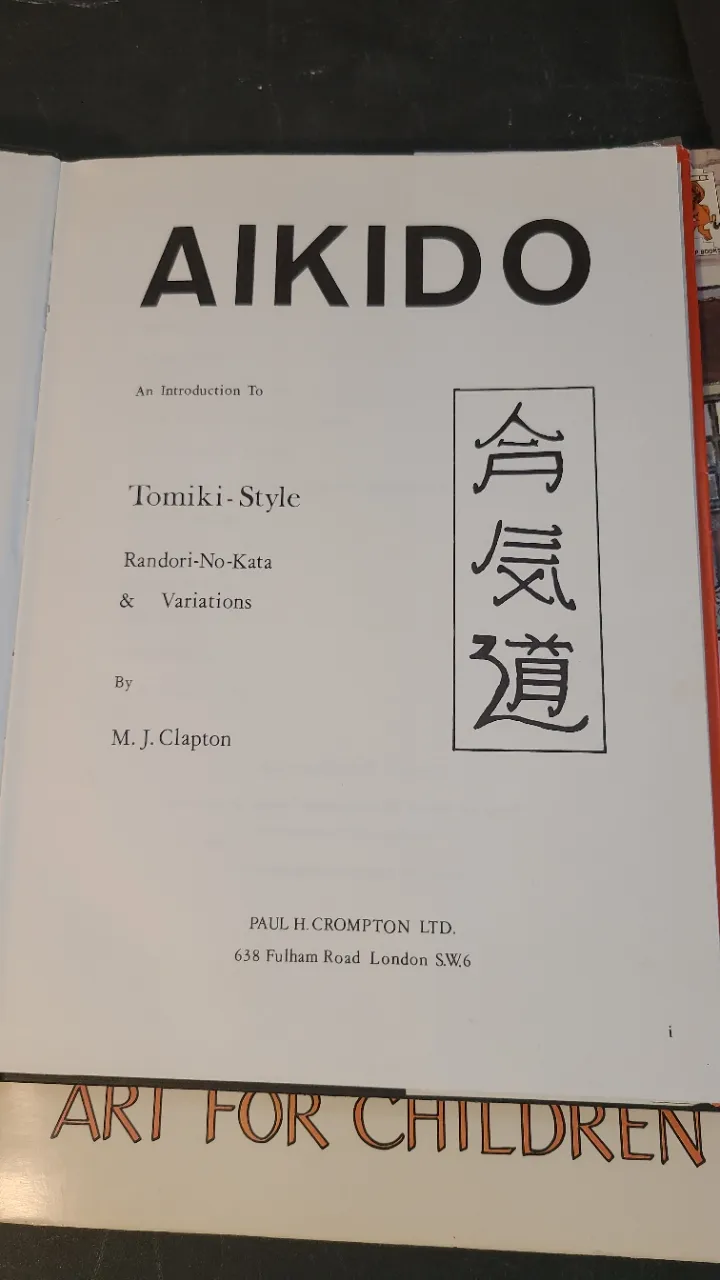 AIKIDO
An Introduction To
Tomiki-Style
Randori-No-Kata
& Variations
By
M. J. Clapton
合
気
道
PAUL H. CROMPTON LTD.
638 Fulham Road London S.W.6
i
ART FOR CHILDREN